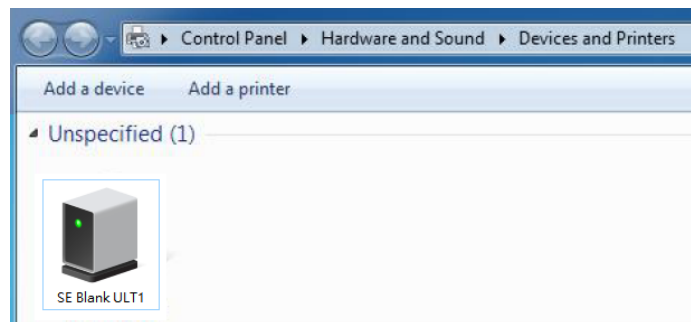 Control Panel Hardware and Sound Devices and Printers
Add a device Add a printer
Unspecified (1)
SE Blank ULT1